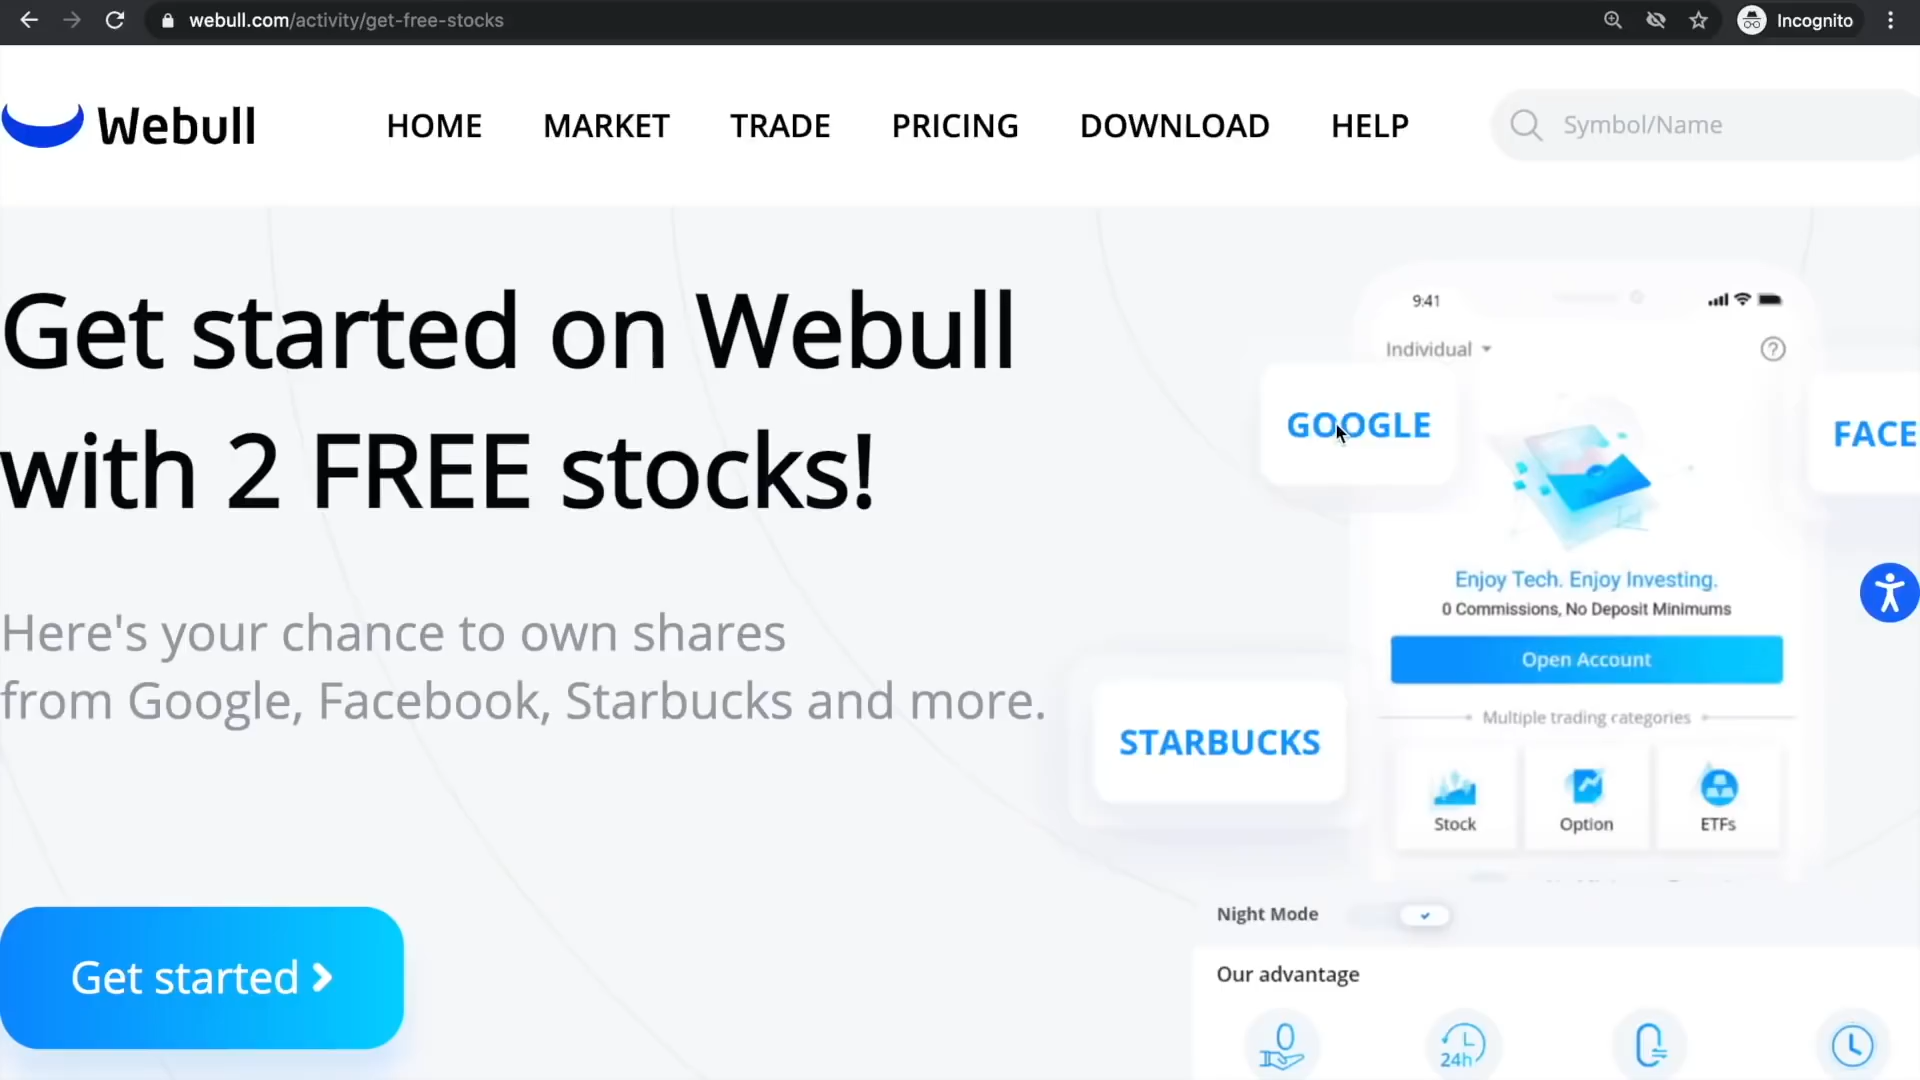 webull.com/activity/get-free-stocks
Incognito
Webull
HOME
MARKET
TRADE
PRICING
DOWNLOAD
HELP
Symbol/Name
Get started on Webull
with 2 FREE stocks!
Here's your chance to own shares
from Google, Facebook, Starbucks and more.
Get started
9:41
Individual
GOOGLE
FACE
Enjoy Tech. Enjoy Investing.
0 Commissions, No Deposit Minimums
Open Account
Multiple trading categories
STARBUCKS
Stock
Option
ETFs
Night Mode
Our advantage
0
24h